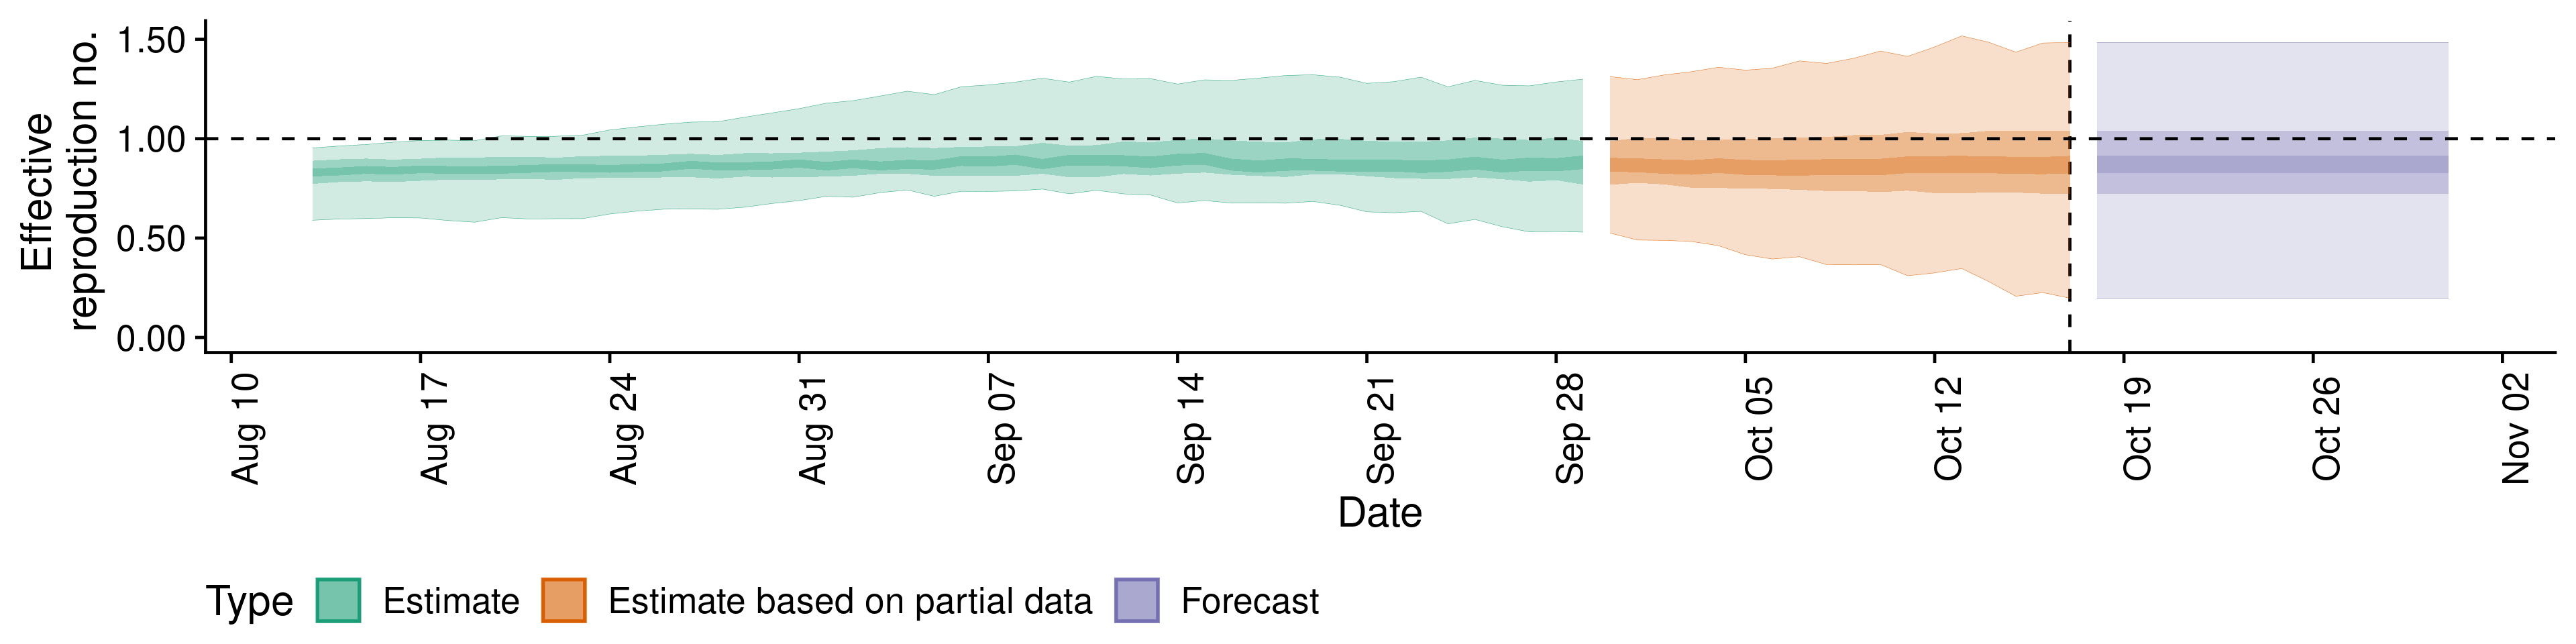 Effective
reproduction no.
1.50
1.00
0.50
0.00
Aug 10
Aug 17
Aug 24
Aug 31
Sep 07
Sep 14
Sep 21
Sep 28
Oct 05
Oct 12
Oct 19
Oct 26
Nov 02
Date
Type Estimate Estimate based on partial data Forecast